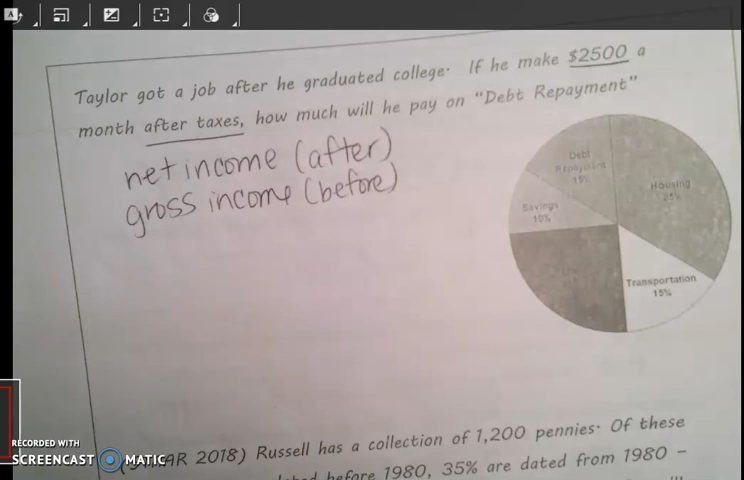 Taylor got a job after he graduated college. If he make $2500 a
month after taxes, how much will he pay on "Debt Repayment"
net income (after)
gross income (before)
Debt
Repayment
15%
Housing
Savings
10%
Transportation
15%
2018) Russell has a collection of 1,200 pennies. Of these
before 1980, 35% are dated from 1980 –
RECORDED WITH
SCREENCAST MATIC